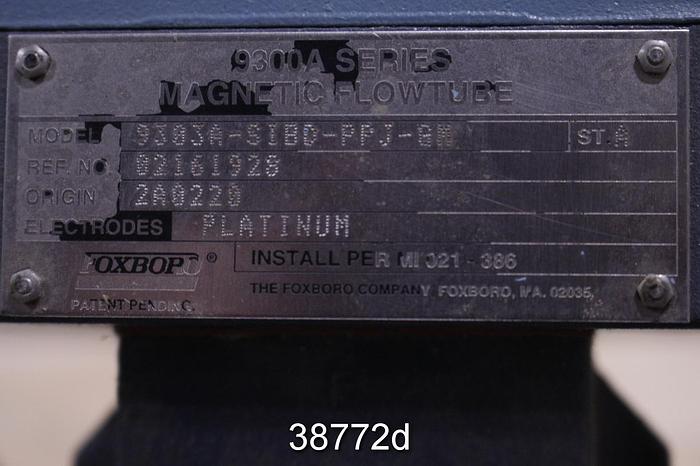 9300A SERIES
MAGNETIC FLOWTUBE
MODEL 9303A-SIBD-PPJ-GM ST. A
REF. NO. 02161928
ORIGIN 2A0220
ELECTRODES PLATINUM
FOXBORO ® INSTALL PER MI 021-386
PATENT PENDING. THE FOXBORO COMPANY FOXBORO, MA. 02035,
38772d